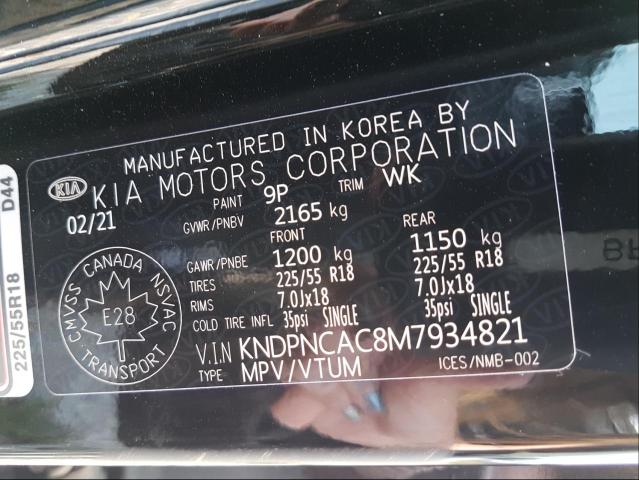 MANUFACTURED IN KOREA BY
KIA KIA MOTORS CORPORATION
02/21 PAINT 9P TRIM WK
GVWR/PNBV 2165 kg
FRONT REAR
GAWR/PNBE 1200 kg 1150 kg
TIRES 225/55 R18 225/55 R18
RIMS 7.0Jx18 7.0Jx18
COLD TIRE INFL 35psi SINGLE 35psi SINGLE
V.I.N KNDPNCAC8M7934821
TYPE MPV/VTUM ICES/NMB-002
CMVSS CANADA NSVAC
E28
TRANSPORT
225/55R18 D44